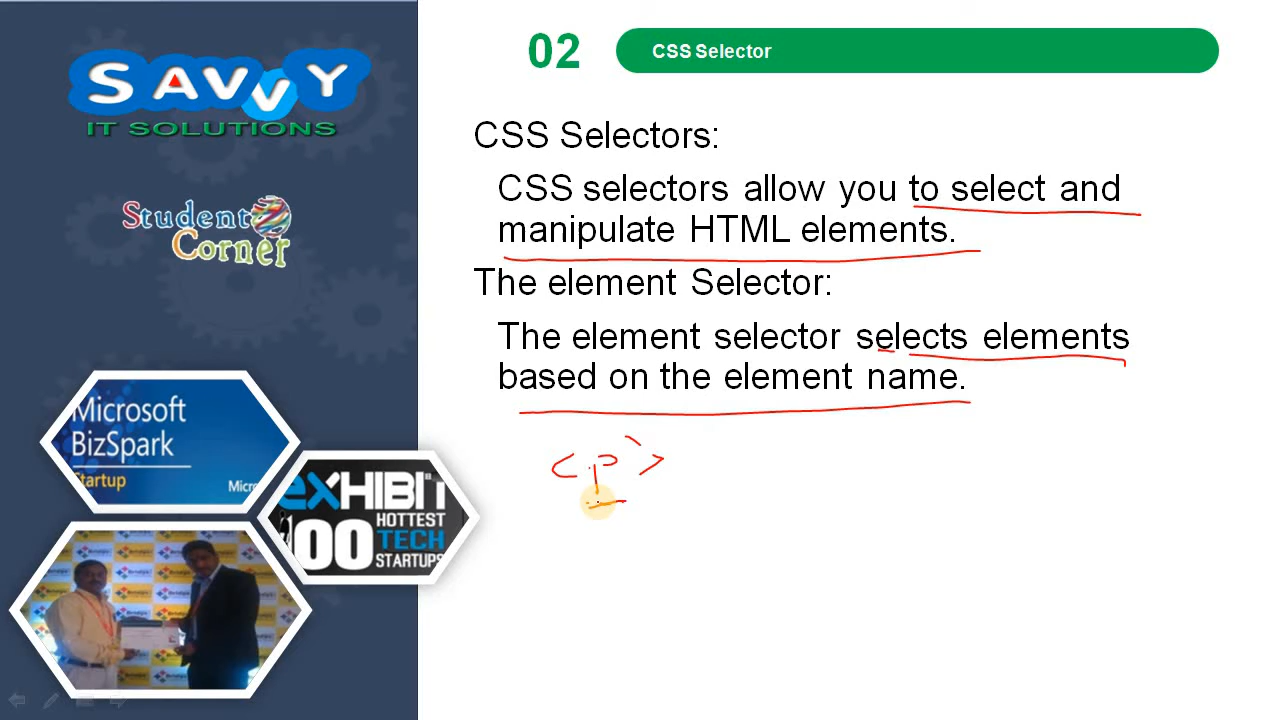 SAVVY
IT SOLUTIONS
Student
Corner
Microsoft
BizSpark
Startup
Micros
EXHIBIT
100
HOTTEST
TECH
STARTUPS
02
CSS Selector
CSS Selectors:
CSS selectors allow you to select and
manipulate HTML elements.
The element Selector:
The element selector selects elements
based on the element name.
<p>